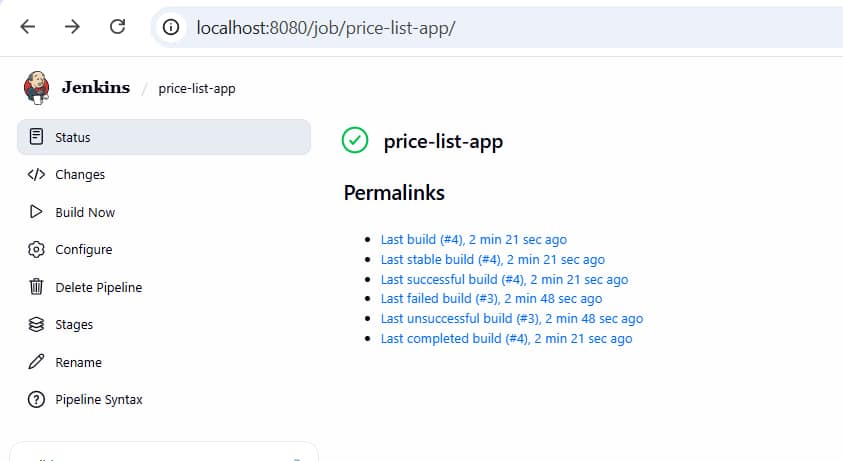 localhost:8080/job/price-list-app/
Jenkins / price-list-app
Status
Changes
Build Now
Configure
Delete Pipeline
Stages
Rename
Pipeline Syntax
price-list-app
Permalinks
Last build (#4), 2 min 21 sec ago
Last stable build (#4), 2 min 21 sec ago
Last successful build (#4), 2 min 21 sec ago
Last failed build (#3), 2 min 48 sec ago
Last unsuccessful build (#3), 2 min 48 sec ago
Last completed build (#4), 2 min 21 sec ago